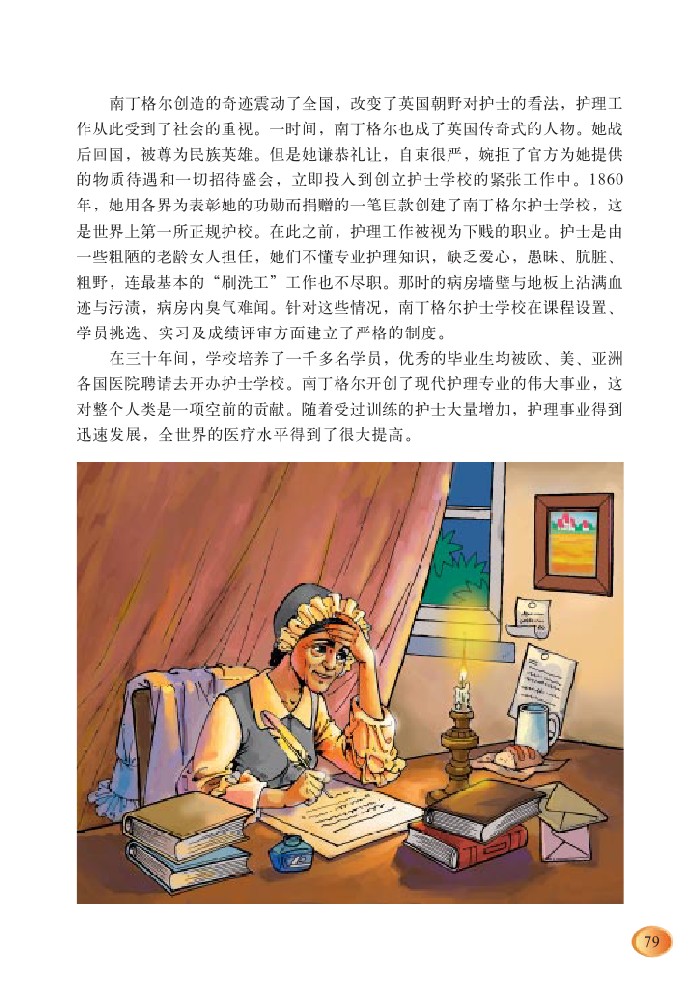 南丁格尔创造的奇迹震动了全国，改变了英国朝野对护士的看法，护理工
作从此受到了社会的重视。一时间，南丁格尔也成了英国传奇式的人物。她战
后回国，被尊为民族英雄。但是她谦恭礼让，自束很严，婉拒了官方为她提供
的物质待遇和一切招待盛会，立即投入到创立护士学校的紧张工作中。1860
年，她用各界为表彰她的功勋而捐赠的一笔巨款创建了南丁格尔护士学校，这
是世界上第一所正规护校。在此之前，护理工作被视为下贱的职业。护士是由
一些粗陋的老龄女人担任，她们不懂专业护理知识，缺乏爱心，愚昧、肮脏、
粗野，连最基本的“刷洗工”工作也不尽职。那时的病房墙壁与地板上沾满血
迹与污渍，病房内臭气难闻。针对这些情况，南丁格尔护士学校在课程设置、
学员挑选、实习及成绩评审方面建立了严格的制度。
在三十年间，学校培养了一千多名学员，优秀的毕业生均被欧、美、亚洲
各国医院聘请去开办护士学校。南丁格尔开创了现代护理专业的伟大事业，这
对整个人类是一项空前的贡献。随着受过训练的护士大量增加，护理事业得到
迅速发展，全世界的医疗水平得到了很大提高。
79